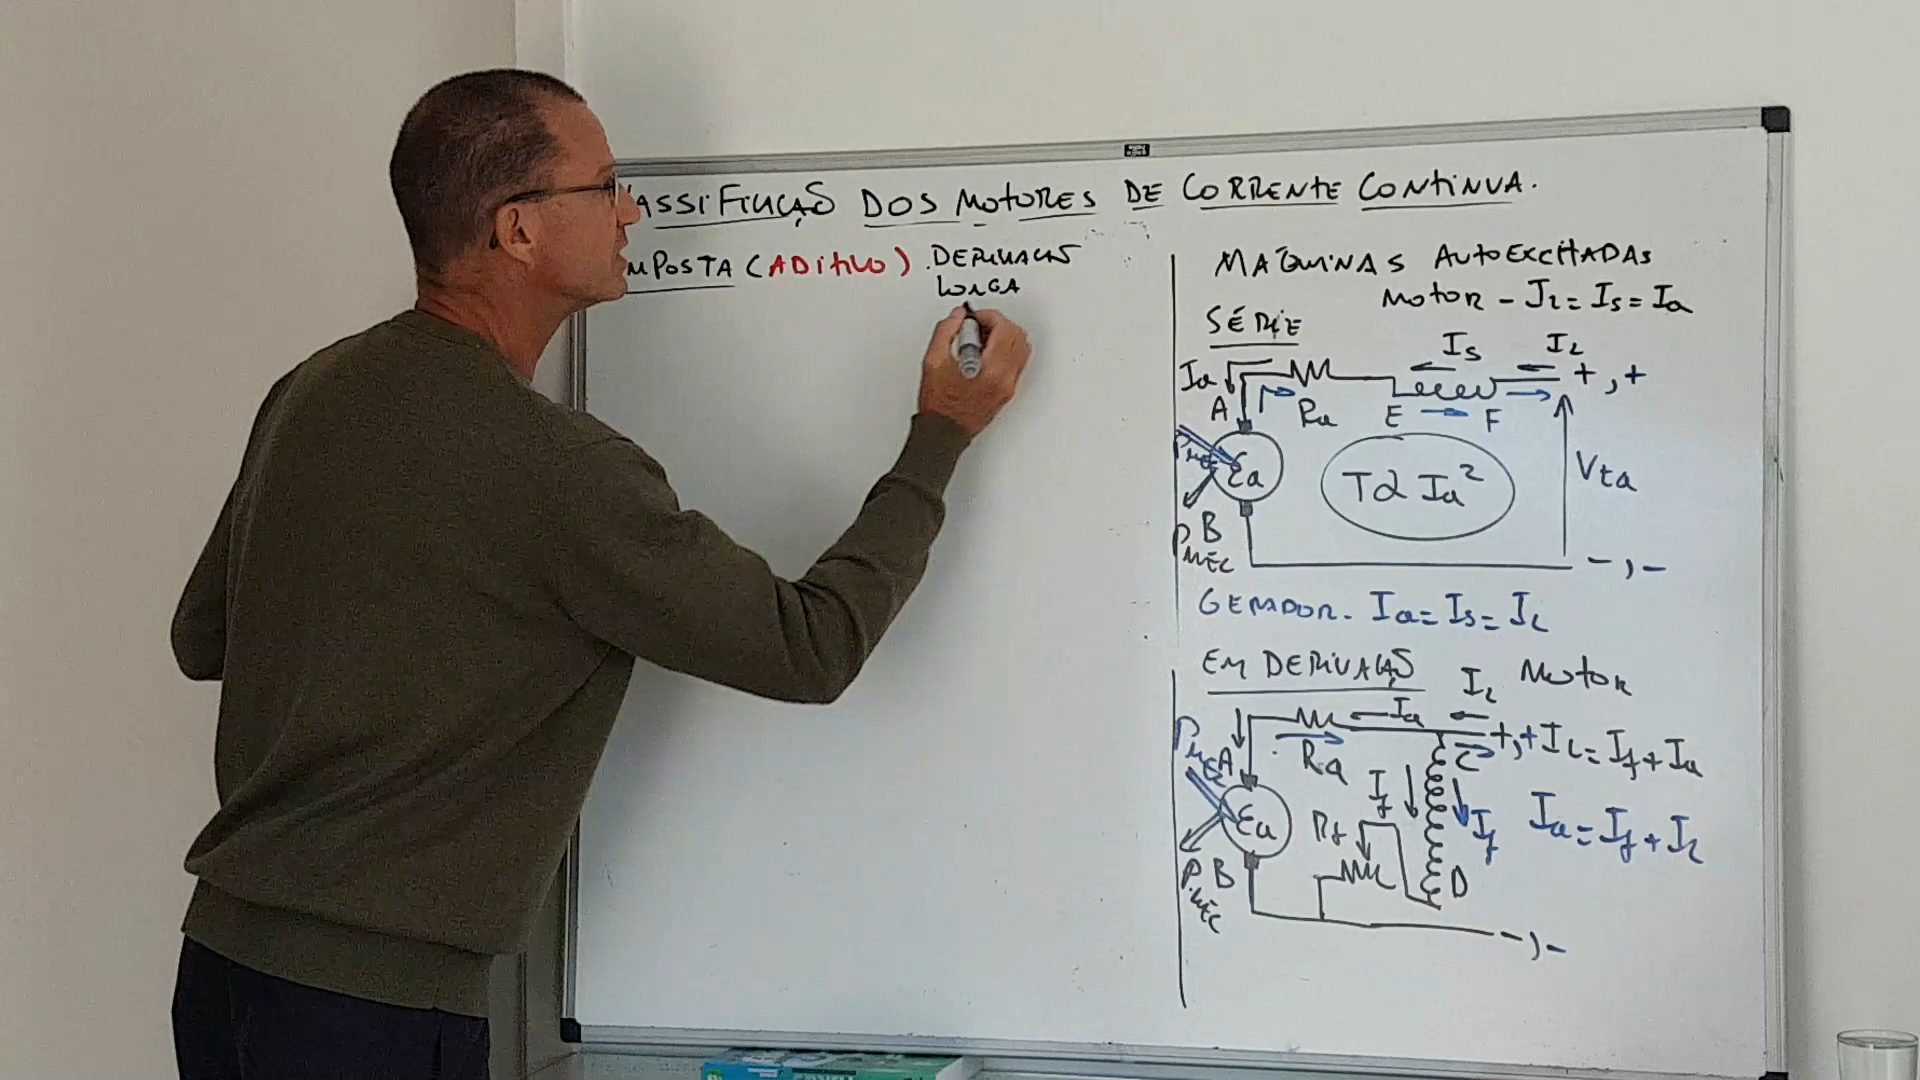 ASSIFICAÇÃO DOS MOTORES DE CORRENTE CONTINUA.
MPOSTA (ADITIVO). DERIVAÇÃO
LONGA
MÁQUINAS AUTOEXCITADAS
MOTOR - IL = Is = Ia
SÉRIE
Is IL
Ia + , +
A Ra E F
PMEC Ea T α Ia² Vta
B
PMEC - , -
GERADOR - Ia = Is = IL
EM DERIVAÇÃO IL MOTOR
Ia
PMEC A Ra C + , + IL = If + Ia
If
Ea Rf If Ia = If + IL
B D
PMEC
- , -